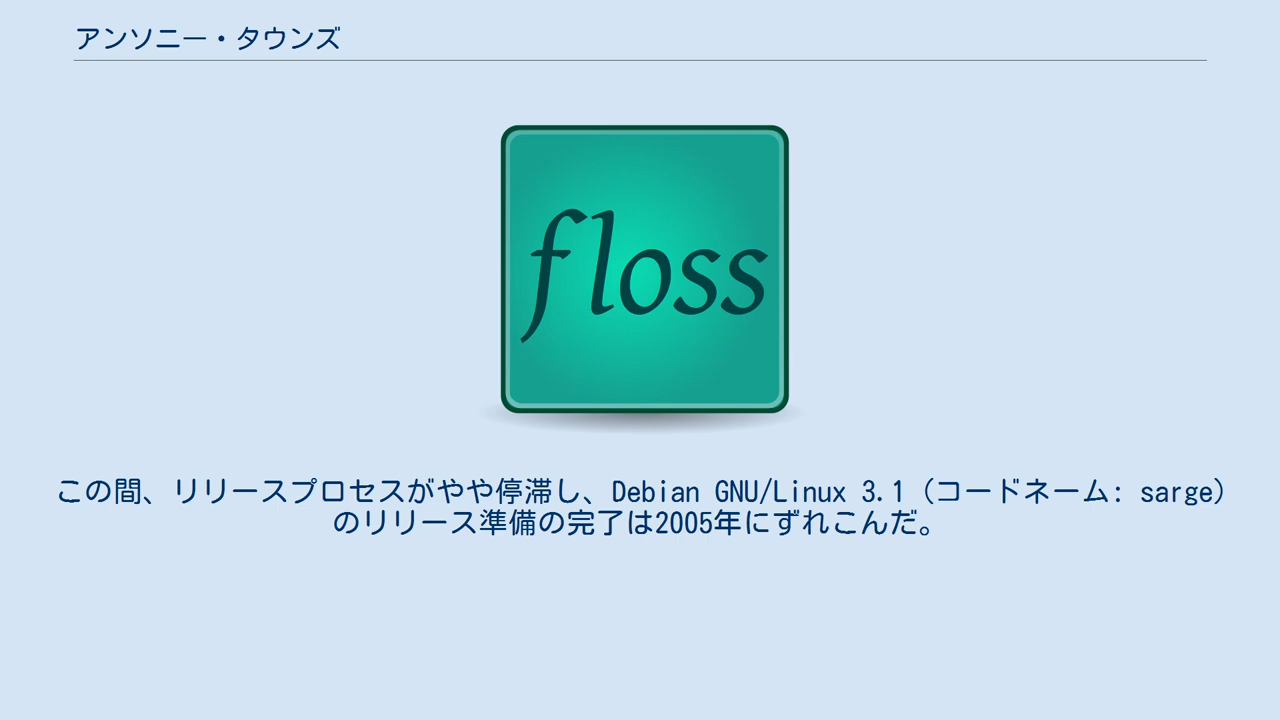 アンソニー・タウンズ
floss
この間、リリースプロセスがやや停滞し、Debian GNU/Linux 3.1（コードネーム: sarge）
のリリース準備の完了は2005年にずれこんだ。